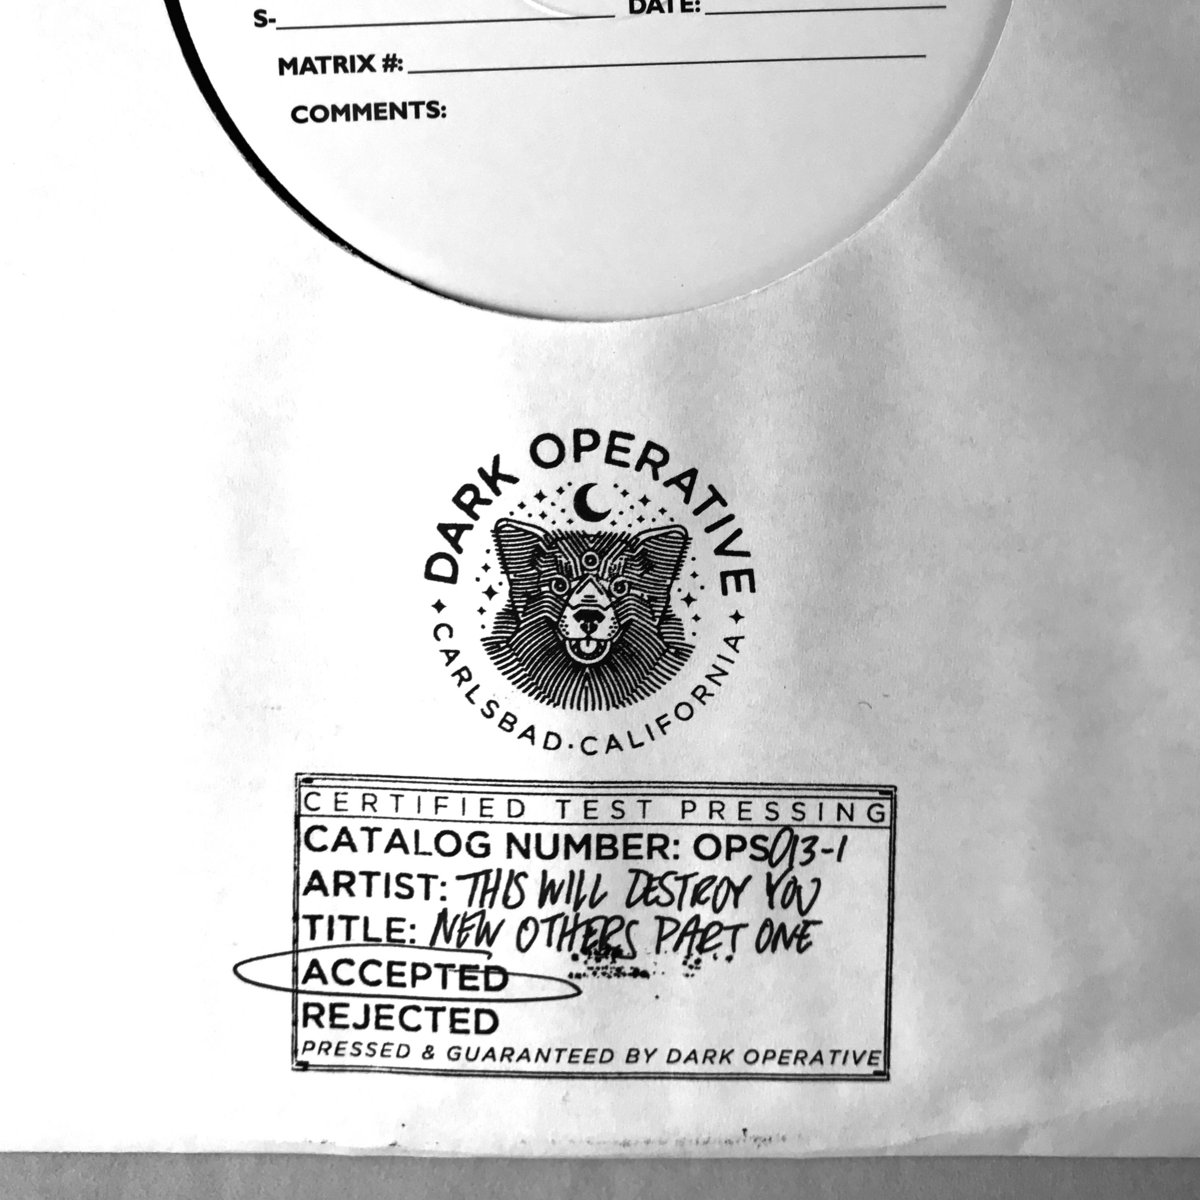 S-
DATE:
MATRIX #:
COMMENTS:
DARK OPERATIVE
CARLSBAD · CALIFORNIA
CERTIFIED TEST PRESSING
CATALOG NUMBER: OPS013-1
ARTIST: THIS WILL DESTROY YOU
TITLE: NEW OTHERS PART ONE
ACCEPTED
REJECTED
PRESSED & GUARANTEED BY DARK OPERATIVE